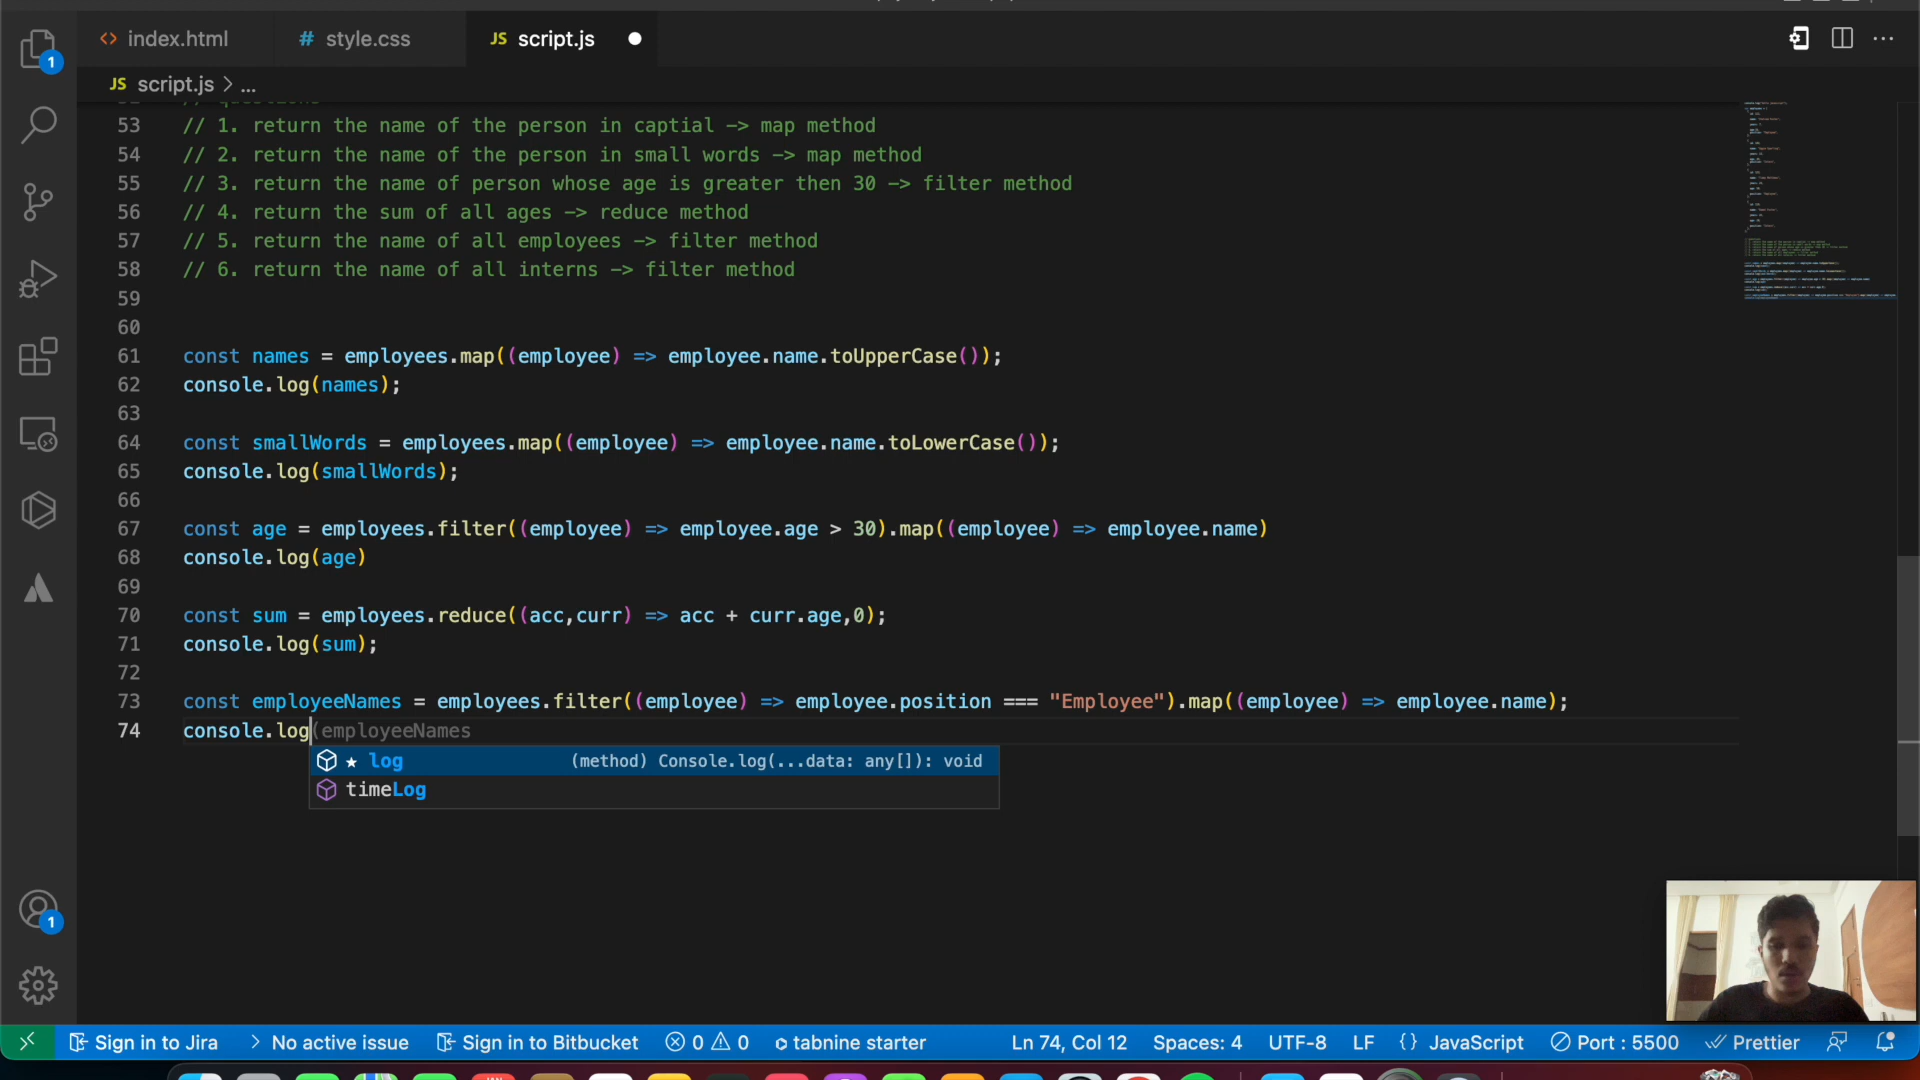 index.html
# style.css
JS script.js
JS script.js > ...
53 // 1. return the name of the person in captial -> map method
54 // 2. return the name of the person in small words -> map method
55 // 3. return the name of person whose age is greater then 30 -> filter method
56 // 4. return the sum of all ages -> reduce method
57 // 5. return the name of all employees -> filter method
58 // 6. return the name of all interns -> filter method
59
60
61 const names = employees.map((employee) => employee.name.toUpperCase());
62 console.log(names);
63
64 const smallWords = employees.map((employee) => employee.name.toLowerCase());
65 console.log(smallWords);
66
67 const age = employees.filter((employee) => employee.age > 30).map((employee) => employee.name)
68 console.log(age)
69
70 const sum = employees.reduce((acc,curr) => acc + curr.age,0);
71 console.log(sum);
72
73 const employeeNames = employees.filter((employee) => employee.position === "Employee").map((employee) => employee.name);
74 console.log(employeeNames
log (method) Console.log(...data: any[]): void
timeLog
1
1
Sign in to Jira > No active issue Sign in to Bitbucket 0 0 tabnine starter Ln 74, Col 12 Spaces: 4 UTF-8 LF {} JavaScript Port : 5500 Prettier